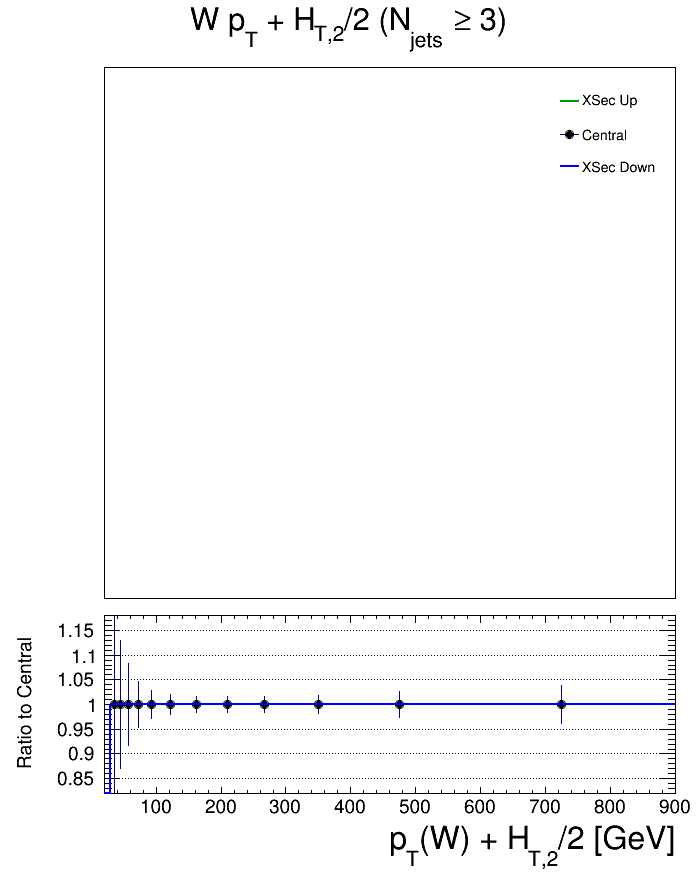 W p_T + H_T,2/2 (N_jets ≥ 3)
XSec Up
Central
XSec Down
Ratio to Central
1.15
1.1
1.05
1
0.95
0.9
0.85
100 200 300 400 500 600 700 800 900
p_T(W) + H_T,2/2 [GeV]